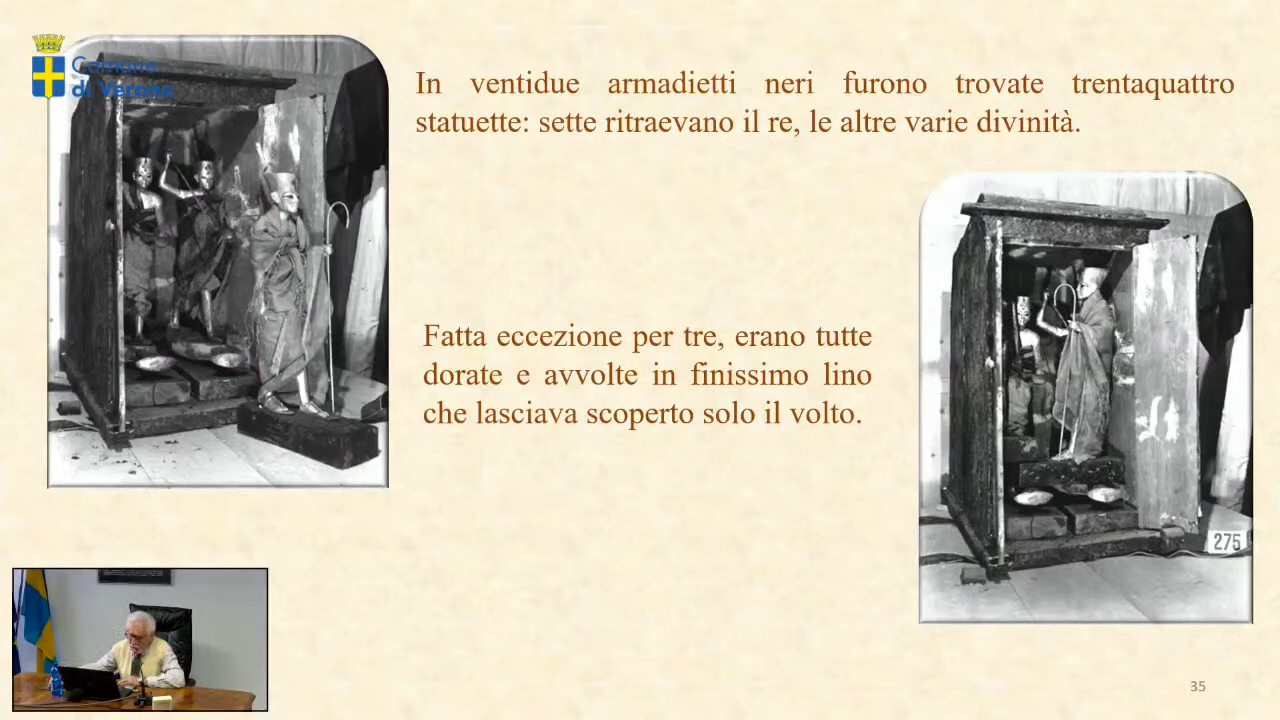 Comune
di Verona
In ventidue armadietti neri furono trovate trentaquattro
statuette: sette ritraevano il re, le altre varie divinità.
Fatta eccezione per tre, erano tutte
dorate e avvolte in finissimo lino
che lasciava scoperto solo il volto.
275
35